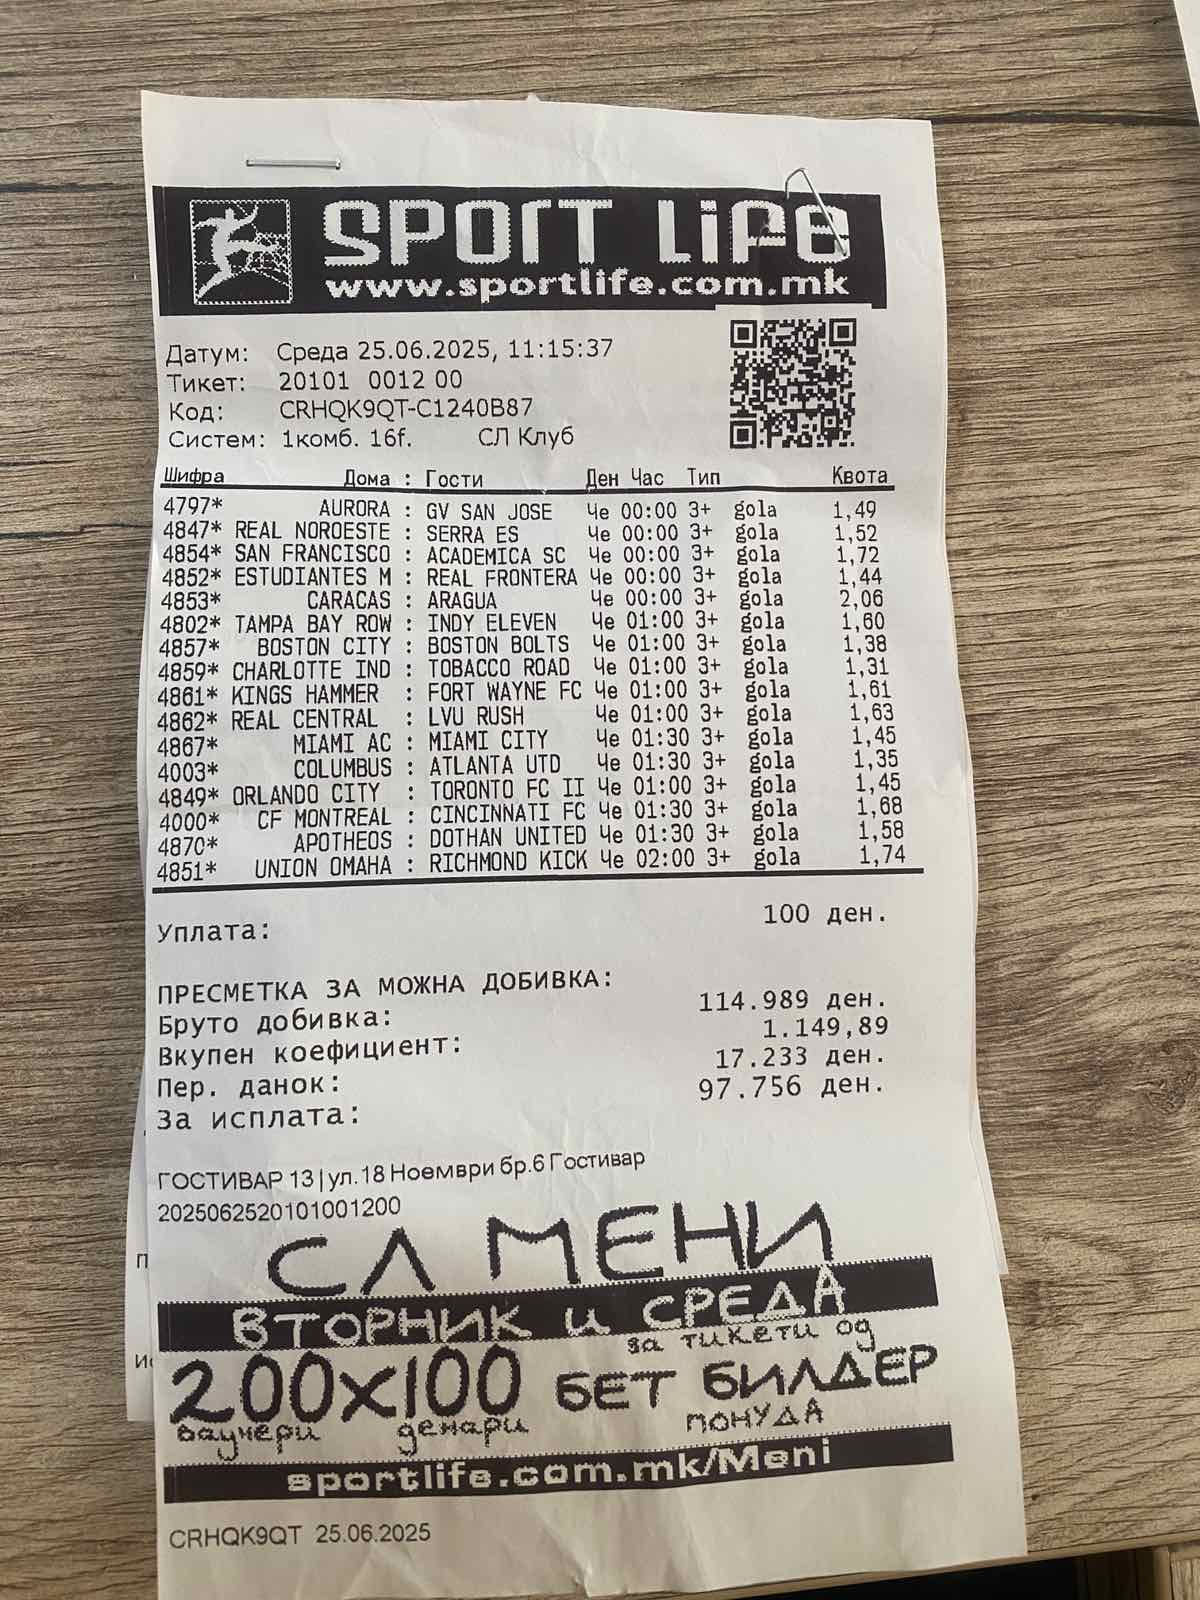 SPORT LIFE
www.sportlife.com.mk
Датум: Среда 25.06.2025, 11:15:37
Тикет: 20101 0012 00
Код: CRHQK9QT-C1240B87
Систем: 1комб. 16f. СЛ Клуб
Шифра Дома : Гости Ден Час Тип Квота
4797* AURORA : GV SAN JOSE Че 00:00 3+ gola 1,49
4847* REAL NOROESTE : SERRA ES Че 00:00 3+ gola 1,52
4854* SAN FRANCISCO : ACADEMICA SC Че 00:00 3+ gola 1,72
4852* ESTUDIANTES M : REAL FRONTERA Че 00:00 3+ gola 1,44
4853* CARACAS : ARAGUA Че 00:00 3+ gola 2,06
4802* TAMPA BAY ROW : INDY ELEVEN Че 01:00 3+ gola 1,60
4857* BOSTON CITY : BOSTON BOLTS Че 01:00 3+ gola 1,38
4859* CHARLOTTE IND : TOBACCO ROAD Че 01:00 3+ gola 1,31
4861* KINGS HAMMER : FORT WAYNE FC Че 01:00 3+ gola 1,61
4862* REAL CENTRAL : LVU RUSH Че 01:00 3+ gola 1,63
4867* MIAMI AC : MIAMI CITY Че 01:30 3+ gola 1,45
4003* COLUMBUS : ATLANTA UTD Че 01:30 3+ gola 1,35
4849* ORLANDO CITY : TORONTO FC II Че 01:00 3+ gola 1,45
4000* CF MONTREAL : CINCINNATI FC Че 01:30 3+ gola 1,68
4870* APOTHEOS : DOTHAN UNITED Че 01:30 3+ gola 1,58
4851* UNION OMAHA : RICHMOND KICK Че 02:00 3+ gola 1,74
Уплата: 100 ден.
ПРЕСМЕТКА ЗА МОЖНА ДОБИВКА:
Бруто добивка: 114.989 ден.
Вкупен коефициент: 1.149,89
Пер. данок: 17.233 ден.
За исплата: 97.756 ден.
ГОСТИВАР 13|ул.18 Ноември бр.6 Гостивар
2025062520101001200
СЛ МЕНИ
ВТОРНИК и СРЕДА
за тикети од
200x100 БЕТ БИЛДЕР
ваучери денари ПОНУДА
sportlife.com.mk/Meni
CRHQK9QT 25.06.2025